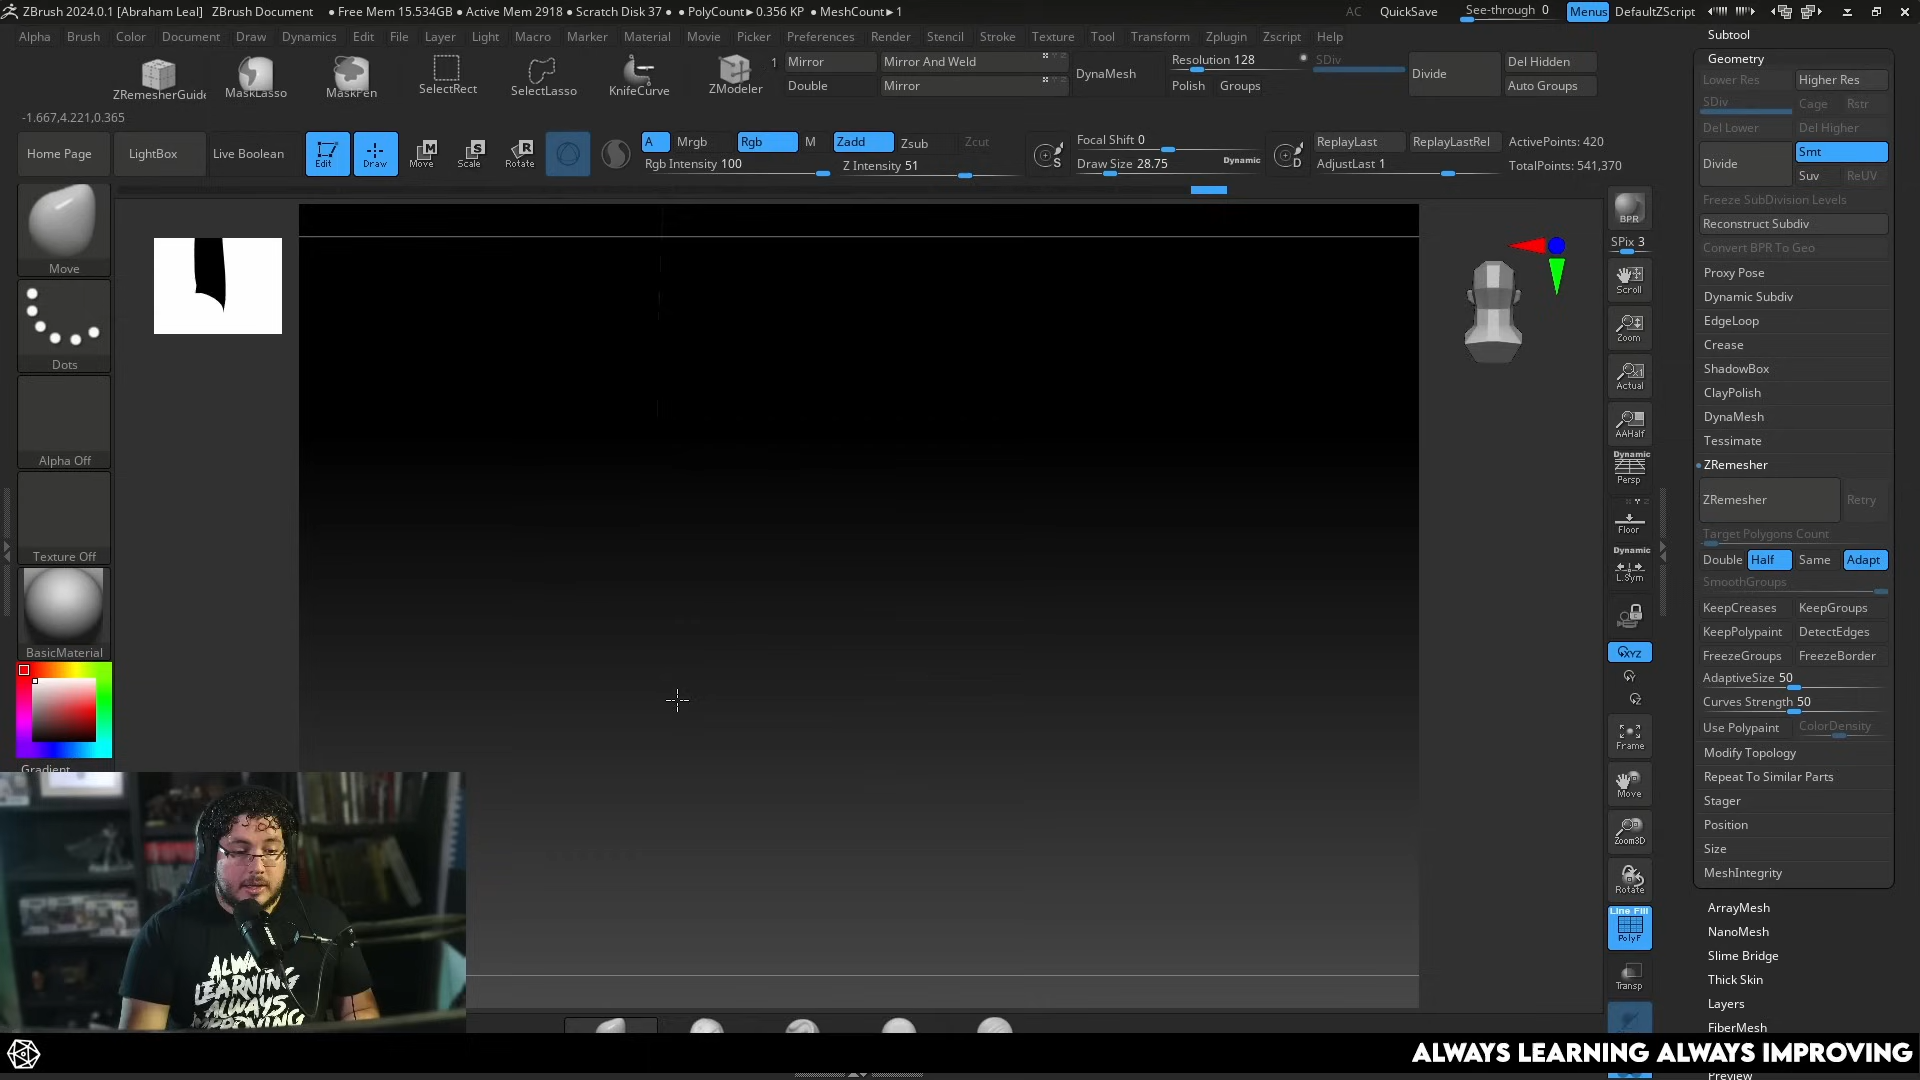 ZBrush 2024.0.1 [Abraham Leal] ZBrush Document ● Free Mem 15.534GB ● Active Mem 2918 ● Scratch Disk 37 ● PolyCount► 0.356 KP ● MeshCount► 1 AC QuickSave See-through 0 Menus DefaultZScript
Alpha Brush Color Document Draw Dynamics Edit File Layer Light Macro Marker Material Movie Picker Preferences Render Stencil Stroke Texture Tool Transform Zplugin Zscript Help
ZRemesherGuide MaskLasso MaskPen SelectRect SelectLasso KnifeCurve ZModeler 1
Mirror Mirror And Weld DynaMesh Resolution 128 SDiv Divide Del Hidden
Double Mirror Polish Groups Auto Groups
-1.667,4.221,0.365
Home Page LightBox Live Boolean Edit Draw Move Scale Rotate
A Mrgb Rgb M Zadd Zsub Zcut Focal Shift 0 ReplayLast ReplayLastRel ActivePoints: 420
Rgb Intensity 100 Z Intensity 51 S Draw Size 28.75 Dynamic D AdjustLast 1 TotalPoints: 541,370
Move
Dots
Alpha Off
Texture Off
BasicMaterial
Gradient
BPR
SPix 3
Scroll
Zoom
Actual
AAHalf
Dynamic
Persp
Floor
Dynamic
L.Sym
XYZ
Y
Z
Frame
Move
Zoom3D
Rotate
Line Fill
PolyF
Transp
Subtool
Geometry
Lower Res Higher Res
SDiv Cage Rstr
Del Lower Del Higher
Divide Smt
Suv ReUV
Freeze SubDivision Levels
Reconstruct Subdiv
Convert BPR To Geo
Proxy Pose
Dynamic Subdiv
EdgeLoop
Crease
ShadowBox
ClayPolish
DynaMesh
Tessimate
ZRemesher
ZRemesher Retry
Target Polygons Count
Double Half Same Adapt
SmoothGroups
KeepCreases KeepGroups
KeepPolypaint DetectEdges
FreezeGroups FreezeBorder
AdaptiveSize 50
Curves Strength 50
Use Polypaint ColorDensity
Modify Topology
Repeat To Similar Parts
Stager
Position
Size
MeshIntegrity
ArrayMesh
NanoMesh
Slime Bridge
Thick Skin
Layers
FiberMesh
Preview
ALWAYS LEARNING ALWAYS IMPROVING